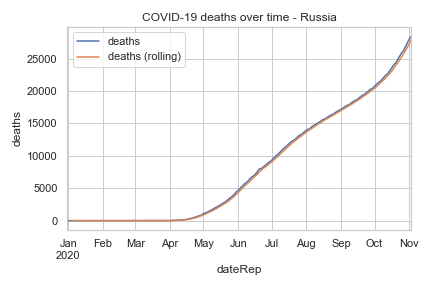 COVID-19 deaths over time - Russia
deaths
deaths (rolling)
deaths
25000
20000
15000
10000
5000
0
Jan Feb Mar Apr May Jun Jul Aug Sep Oct Nov
2020
dateRep